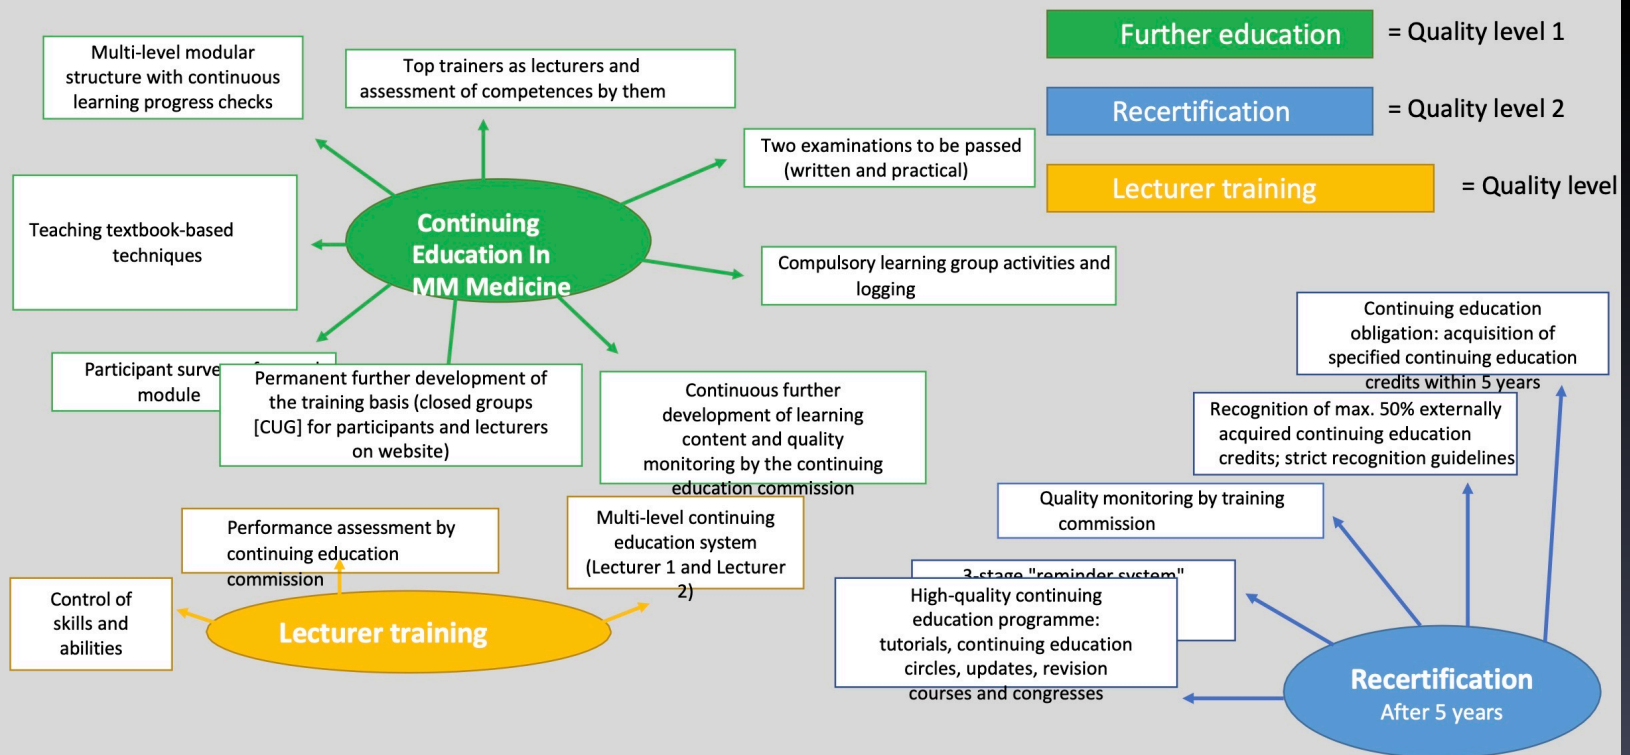 Multi-level modular
structure with continuous
learning progress checks
Top trainers as lecturers and
assessment of competences by them
Further education
= Quality level 1
Recertification
= Quality level 2
Lecturer training
= Quality level
Two examinations to be passed
(written and practical)
Teaching textbook-based
techniques
Continuing
Education In
MM Medicine
Compulsory learning group activities and
logging
Participant
module
Permanent further development of
the training basis (closed groups
[CUG] for participants and lecturers
on website)
Continuous further
development of learning
content and quality
monitoring by the continuing
education commission
Continuing education
obligation: acquisition of
specified continuing education
credits within 5 years
Recognition of max. 50% externally
acquired continuing education
credits; strict recognition guidelines
Quality monitoring by training
commission
3-stage "reminder system"
High-quality continuing
education programme:
tutorials, continuing education
circles, updates, revision
courses and congresses
Recertification
After 5 years
Performance assessment by
continuing education
commission
Multi-level continuing
education system
(Lecturer 1 and Lecturer
2)
Control of
skills and
abilities
Lecturer training